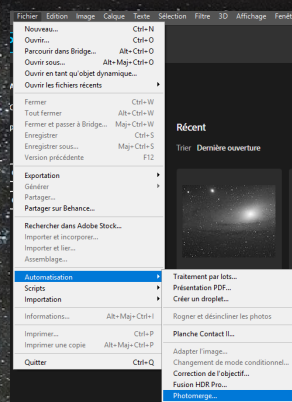 Fichier Edition Image Calque Texte Sélection Filtre 3D Affichage Fenêt
Nouveau... Ctrl+N
Ouvrir... Ctrl+O
Parcourir dans Bridge... Alt+Ctrl+O
Ouvrir sous... Alt+Maj+Ctrl+O
Ouvrir en tant qu'objet dynamique...
Ouvrir les fichiers récents
Fermer Ctrl+W
Tout fermer Alt+Ctrl+W
Fermer et passer à Bridge... Maj+Ctrl+W
Enregistrer Ctrl+S
Enregistrer sous... Maj+Ctrl+S
Version précédente F12
Exportation
Générer
Partager...
Partager sur Behance...
Rechercher dans Adobe Stock...
Importer et incorporer...
Importer et lier...
Assemblage...
Automatisation
Scripts
Importation
Informations... Alt+Maj+Ctrl+I
Imprimer... Ctrl+P
Imprimer une copie Alt+Maj+Ctrl+P
Quitter Ctrl+Q
Récent
Trier Dernière ouverture
Traitement par lots...
Présentation PDF...
Créer un droplet...
Rogner et désincliner les photos
Planche Contact II...
Adapter l'image...
Changement de mode conditionnel...
Correction de l'objectif...
Fusion HDR Pro...
Photomerge...